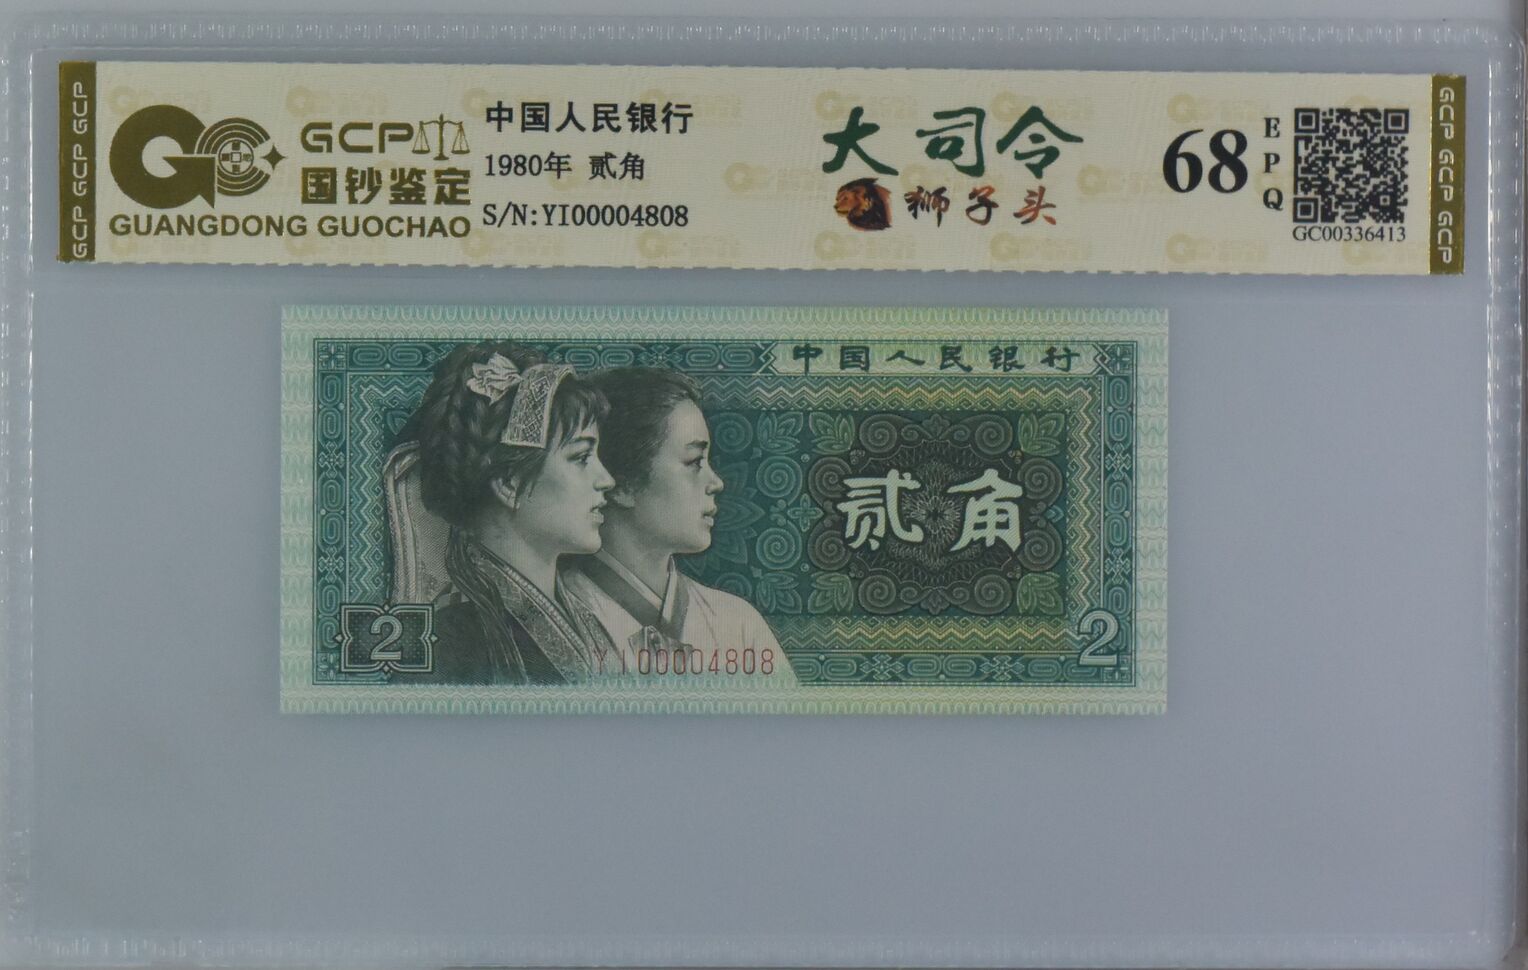 GCP GCP GCP
GCP
国钞鉴定
GUANGDONG GUOCHAO
中国人民银行
1980年 贰角
S/N:YI00004808
大司令
狮子头
68
EPQ
GC00336413
GCP GCP GCP
中国人民银行
贰角
2
2
YI00004808